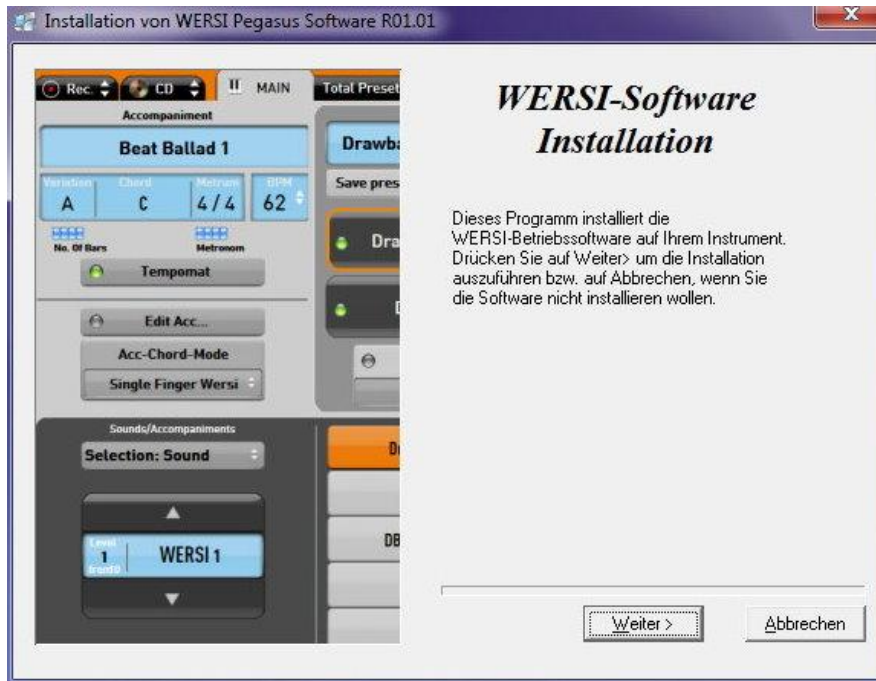 Installation von WERSI Pegasus Software R01.01
Rec. CD MAIN Total Preset
Accompaniment
Beat Ballad 1
Variation Chord Metrum BPM
A C 4/4 62
No. Of Bars Metronom
Tempomat
Edit Acc...
Acc-Chord-Mode
Single Finger Wersi
Sounds/Accompaniments
Selection: Sound
Level
1 WERSI 1
Save pres
DB
WERSI-Software
Installation
Dieses Programm installiert die
WERSI-Betriebssoftware auf Ihrem Instrument.
Drücken Sie auf Weiter> um die Installation
auszuführen bzw. auf Abbrechen, wenn Sie
die Software nicht installieren wollen.
Weiter > Abbrechen